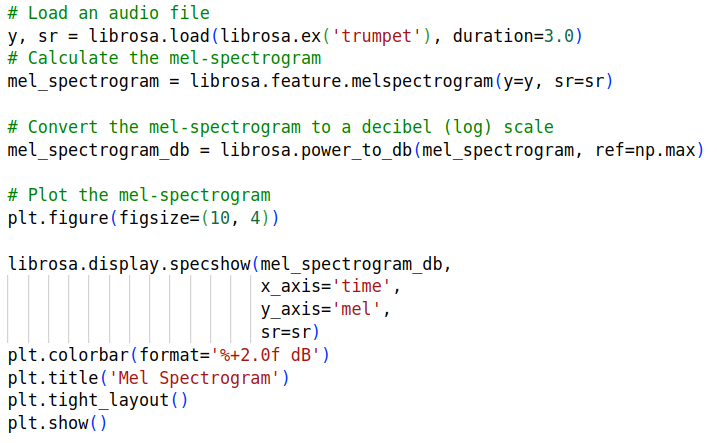 # Load an audio file
y, sr = librosa.load(librosa.ex('trumpet'), duration=3.0)
# Calculate the mel-spectrogram
mel_spectrogram = librosa.feature.melspectrogram(y=y, sr=sr)

# Convert the mel-spectrogram to a decibel (log) scale
mel_spectrogram_db = librosa.power_to_db(mel_spectrogram, ref=np.max)

# Plot the mel-spectrogram
plt.figure(figsize=(10, 4))

librosa.display.specshow(mel_spectrogram_db,
                         x_axis='time',
                         y_axis='mel',
                         sr=sr)
plt.colorbar(format='%+2.0f dB')
plt.title('Mel Spectrogram')
plt.tight_layout()
plt.show()